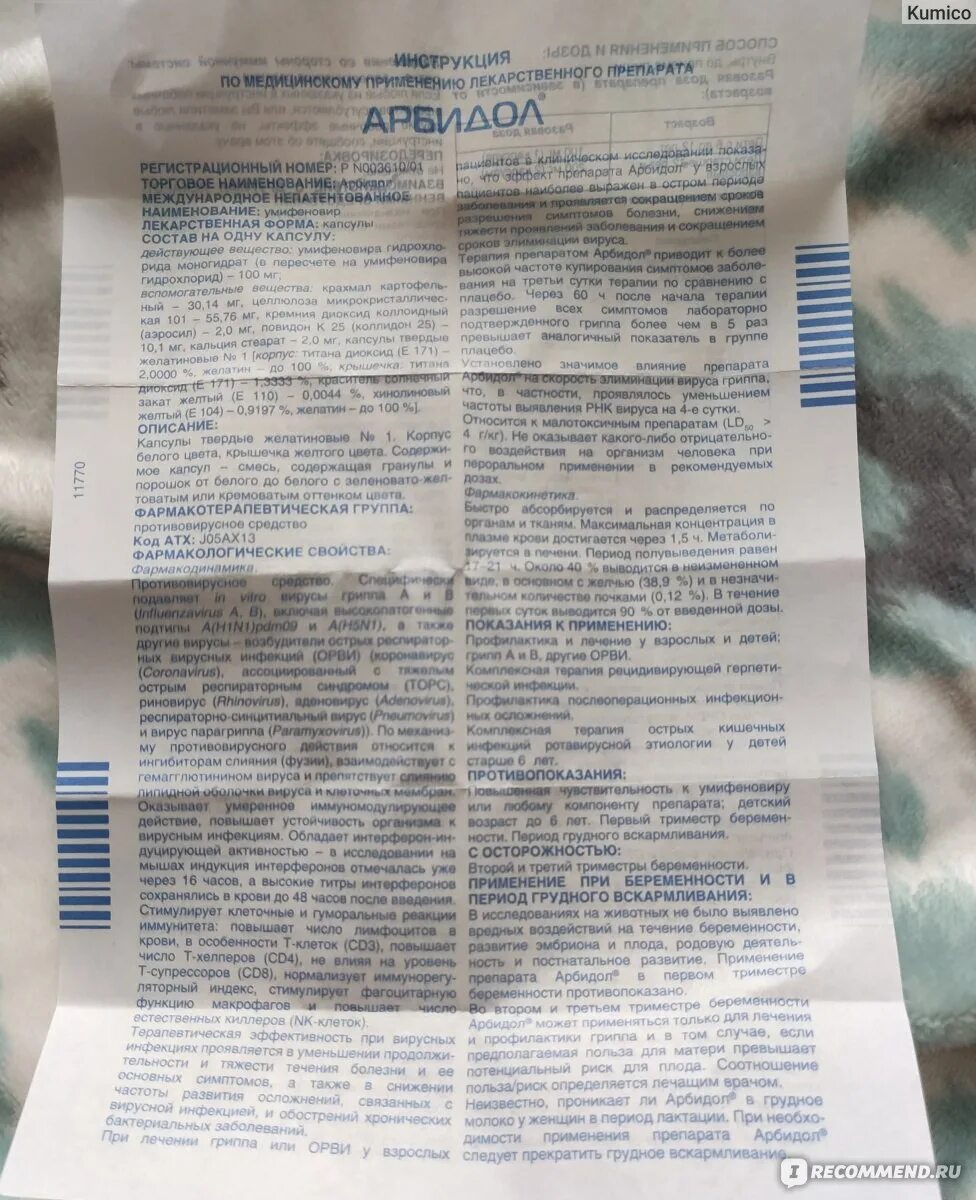 Kumico
ИНСТРУКЦИЯ
ПО МЕДИЦИНСКОМУ ПРИМЕНЕНИЮ ЛЕКАРСТВЕННОГО ПРЕПАРАТА
АРБИДОЛ®
РЕГИСТРАЦИОННЫЙ НОМЕР: Р N003610/01
ТОРГОВОЕ НАИМЕНОВАНИЕ: Арбидол®
МЕЖДУНАРОДНОЕ НЕПАТЕНТОВАННОЕ
НАИМЕНОВАНИЕ: умифеновир
ЛЕКАРСТВЕННАЯ ФОРМА: капсулы
СОСТАВ НА ОДНУ КАПСУЛУ:
действующее вещество: умифеновира гидрохло-
рида моногидрат (в пересчете на умифеновира
гидрохлорид) – 100 мг;
вспомогательные вещества: крахмал картофель-
ный – 30,14 мг, целлюлоза микрокристалличес-
кая 101 – 55,76 мг, кремния диоксид коллоидный
(аэросил) – 2,0 мг, повидон К 25 (коллидон 25) –
10,1 мг, кальция стеарат – 2,0 мг, капсулы твердые
желатиновые № 1 [корпус: титана диоксид (Е 171) –
2,0000 %, желатин – до 100 %, крышечка: титана
диоксид (Е 171) – 1,3333 %, краситель солнечный
закат желтый (Е 110) – 0,0044 %, хинолиновый
желтый (Е 104) – 0,9197 %, желатин – до 100 %].
ОПИСАНИЕ:
Капсулы твердые желатиновые № 1. Корпус
белого цвета, крышечка желтого цвета. Содержи-
мое капсул – смесь, содержащая гранулы и
порошок от белого до белого с зеленовато-жел-
товатым или кремоватым оттенком цвета.
ФАРМАКОТЕРАПЕВТИЧЕСКАЯ ГРУППА:
противовирусное средство
Код АТХ: J05AX13
ФАРМАКОЛОГИЧЕСКИЕ СВОЙСТВА:
Фармакодинамика.
Противовирусное средство. Специфически
подавляет in vitro вирусы гриппа А и В
(Influenzavirus A, B), включая высокопатогенные
подтипы A(H1N1)pdm09 и A(H5N1), а также
другие вирусы – возбудители острых респиратор-
ных вирусных инфекций (ОРВИ) (коронавирус
(Coronavirus), ассоциированный с тяжелым
острым респираторным синдромом (ТОРС),
риновирус (Rhinovirus), аденовирус (Adenovirus),
респираторно-синцитиальный вирус (Pneumovirus)
и вирус парагриппа (Paramyxovirus)). По механиз-
му противовирусного действия относится к
ингибиторам слияния (фузии), взаимодействует с
гемагглютинином вируса и препятствует слиянию
липидной оболочки вируса и клеточных мембран.
Оказывает умеренное иммуномодулирующее
действие, повышает устойчивость организма к
вирусным инфекциям. Обладает интерферон-ин-
дуцирующей активностью – в исследовании на
мышах индукция интерферонов отмечалась уже
через 16 часов, а высокие титры интерферонов
сохранялись в крови до 48 часов после введения.
Стимулирует клеточные и гуморальные реакции
иммунитета: повышает число лимфоцитов в
крови, в особенности Т-клеток (CD3), повышает
число Т-хелперов (CD4), не влияя на уровень
Т-супрессоров (CD8), нормализует иммунорегу-
ляторный индекс, стимулирует фагоцитарную
функцию макрофагов и повышает число
естественных киллеров (NK-клеток).
Терапевтическая эффективность при вирусных
инфекциях проявляется в уменьшении продолжи-
тельности и тяжести течения болезни и ее
основных симптомов, а также в снижении
частоты развития осложнений, связанных с
вирусной инфекцией, и обострений хронических
бактериальных заболеваний.
При лечении гриппа или ОРВИ у взрослых
пациентов в клиническом исследовании показа-
но, что эффект препарата Арбидол® у взрослых
пациентов наиболее выражен в остром периоде
заболевания и проявляется сокращением сроков
разрешения симптомов болезни, снижением
тяжести проявлений заболевания и сокращением
сроков элиминации вируса.
Терапия препаратом Арбидол® приводит к более
высокой частоте купирования симптомов заболе-
вания на третьи сутки терапии по сравнению с
плацебо. Через 60 ч после начала терапии
разрешение всех симптомов лабораторно
подтвержденного гриппа более чем в 5 раз
превышает аналогичный показатель в группе
плацебо.
Установлено значимое влияние препарата
Арбидол® на скорость элиминации вируса гриппа,
что, в частности, проявлялось уменьшением
частоты выявления РНК вируса на 4-е сутки.
Относится к малотоксичным препаратам (LD50 >
4 г/кг). Не оказывает какого-либо отрицательно-
го воздействия на организм человека при
пероральном применении в рекомендуемых
дозах.
Фармакокинетика.
Быстро абсорбируется и распределяется по
органам и тканям. Максимальная концентрация в
плазме крови достигается через 1,5 ч. Метаболи-
зируется в печени. Период полувыведения равен
17–21 ч. Около 40 % выводится в неизмененном
виде, в основном с желчью (38,9 %) и в незначи-
тельном количестве почками (0,12 %). В течение
первых суток выводится 90 % от введенной дозы.
ПОКАЗАНИЯ К ПРИМЕНЕНИЮ:
Профилактика и лечение у взрослых и детей:
грипп А и В, другие ОРВИ.
Комплексная терапия рецидивирующей герпети-
ческой инфекции.
Профилактика послеоперационных инфекцион-
ных осложнений.
Комплексная терапия острых кишечных
инфекций ротавирусной этиологии у детей
старше 6 лет.
ПРОТИВОПОКАЗАНИЯ:
Повышенная чувствительность к умифеновиру
или любому компоненту препарата; детский
возраст до 6 лет. Первый триместр беремен-
ности. Период грудного вскармливания.
С ОСТОРОЖНОСТЬЮ:
Второй и третий триместры беременности.
ПРИМЕНЕНИЕ ПРИ БЕРЕМЕННОСТИ И В
ПЕРИОД ГРУДНОГО ВСКАРМЛИВАНИЯ:
В исследованиях на животных не было выявлено
вредных воздействий на течение беременности,
развитие эмбриона и плода, родовую деятель-
ность и постнатальное развитие. Применение
препарата Арбидол® в первом триместре
беременности противопоказано.
Во втором и третьем триместре беременности
Арбидол® может применяться только для лечения
и профилактики гриппа и в том случае, если
предполагаемая польза для матери превышает
потенциальный риск для плода. Соотношение
польза/риск определяется лечащим врачом.
Неизвестно, проникает ли Арбидол® в грудное
молоко у женщин в период лактации. При необхо-
димости применения препарата Арбидол®
следует прекратить грудное вскармливание.
11770
IRECOMMEND.RU